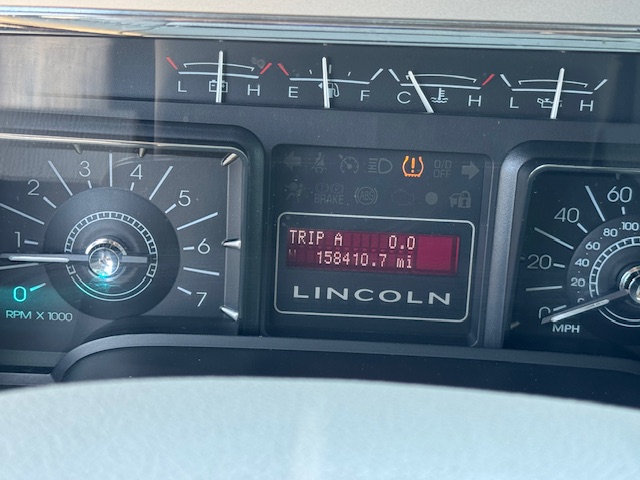 L H E F C H L H
1 2 3 4 5 6 7
0
RPM X 1000
O/D
OFF
BRAKE
TRIP A 0.0
158410.7 mi
LINCOLN
0 20 40 60
20 40 60 80 100
MPH